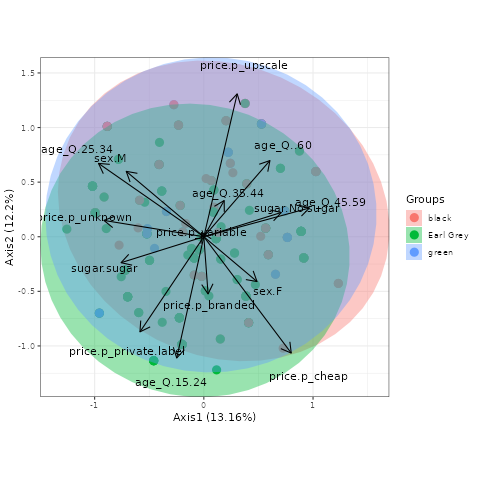 price.p_upscale
1.5
1.0
age_Q.60
age_Q.25.34
sex.M
0.5
age_Q.35.44
age_Q.45.59
sugar.No.sugar
price.p_unknown
price.p_variable
0.0
sugar.sugar
sex.F
-0.5
price.p_branded
-1.0
price.p_private.label
price.p_cheap
age_Q.15.24
-1
0
1
Axis1 (13.16%)
Axis2 (12.2%)
Groups
black
Earl Grey
green